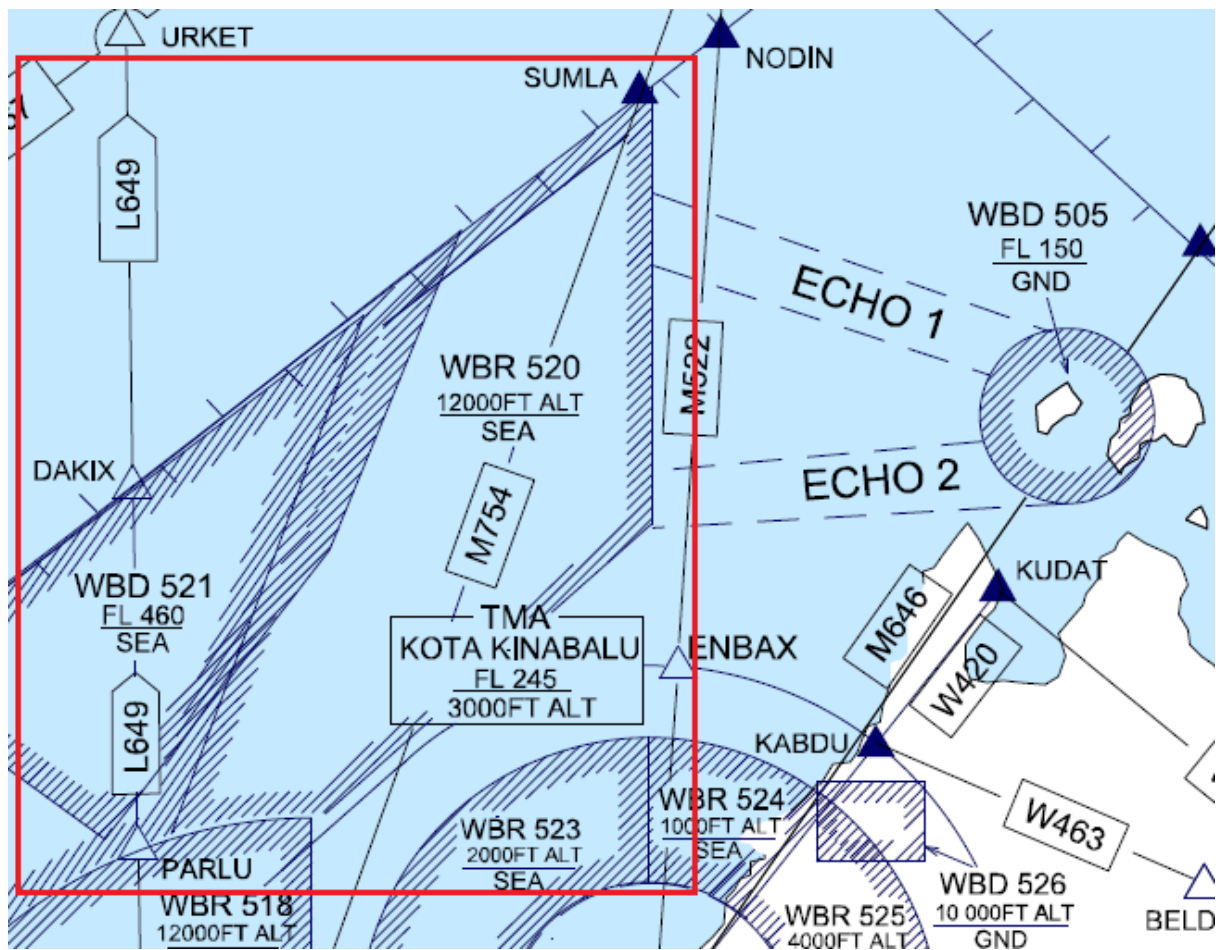 URKET
NODIN
SUMLA
L649
WBD 505
FL 150
GND
ECHO 1
M522
WBR 520
12000FT ALT
SEA
DAKIX
ECHO 2
M754
WBD 521
FL 460
SEA
KUDAT
M646
W420
TMA
KOTA KINABALU
FL 245
3000FT ALT
ENBAX
L649
KABDU
WBR 524
1000FT ALT
SEA
WBR 523
2000FT ALT
SEA
W463
PARLU
WBD 526
10 000FT ALT
GND
WBR 518
12000FT ALT
WBR 525
4000FT ALT
BELD